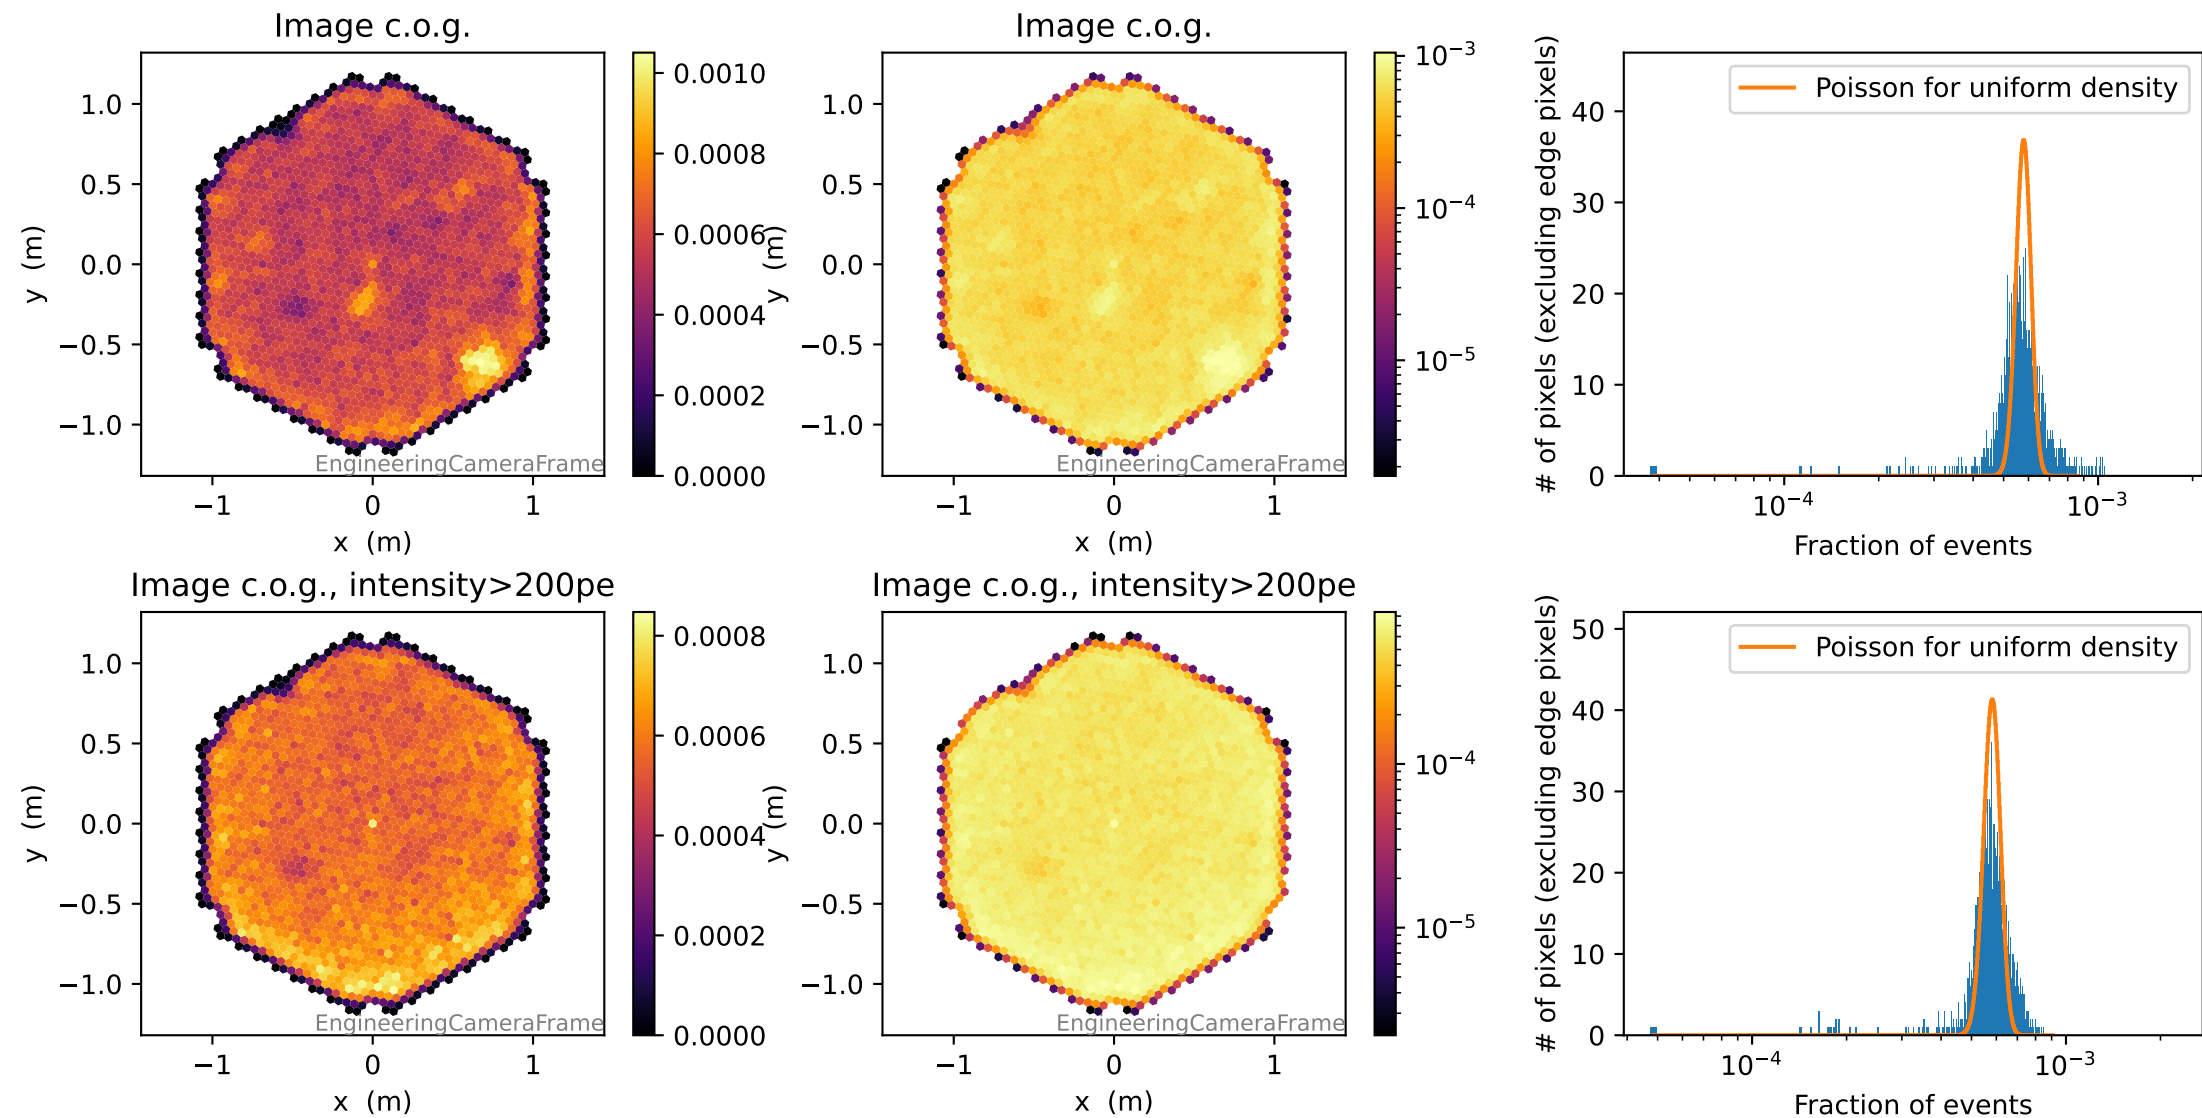 Image c.o.g.
1.0
0.5
0.0
−0.5
−1.0
y (m)
−1
0
1
x (m)
EngineeringCameraFrame
0.0010
0.0008
0.0006
0.0004
0.0002
0.0000
Image c.o.g.
1.0
0.5
0.0
−0.5
−1.0
y (m)
−1
0
1
x (m)
EngineeringCameraFrame
10⁻³
10⁻⁴
10⁻⁵
# of pixels (excluding edge pixels)
40
30
20
10
0
Poisson for uniform density
10⁻⁴
10⁻³
Fraction of events
Image c.o.g., intensity>200pe
1.0
0.5
0.0
−0.5
−1.0
y (m)
−1
0
1
x (m)
EngineeringCameraFrame
0.0008
0.0006
0.0004
0.0002
0.0000
Image c.o.g., intensity>200pe
1.0
0.5
0.0
−0.5
−1.0
y (m)
−1
0
1
x (m)
EngineeringCameraFrame
10⁻⁴
10⁻⁵
# of pixels (excluding edge pixels)
50
40
30
20
10
0
Poisson for uniform density
10⁻⁴
10⁻³
Fraction of events